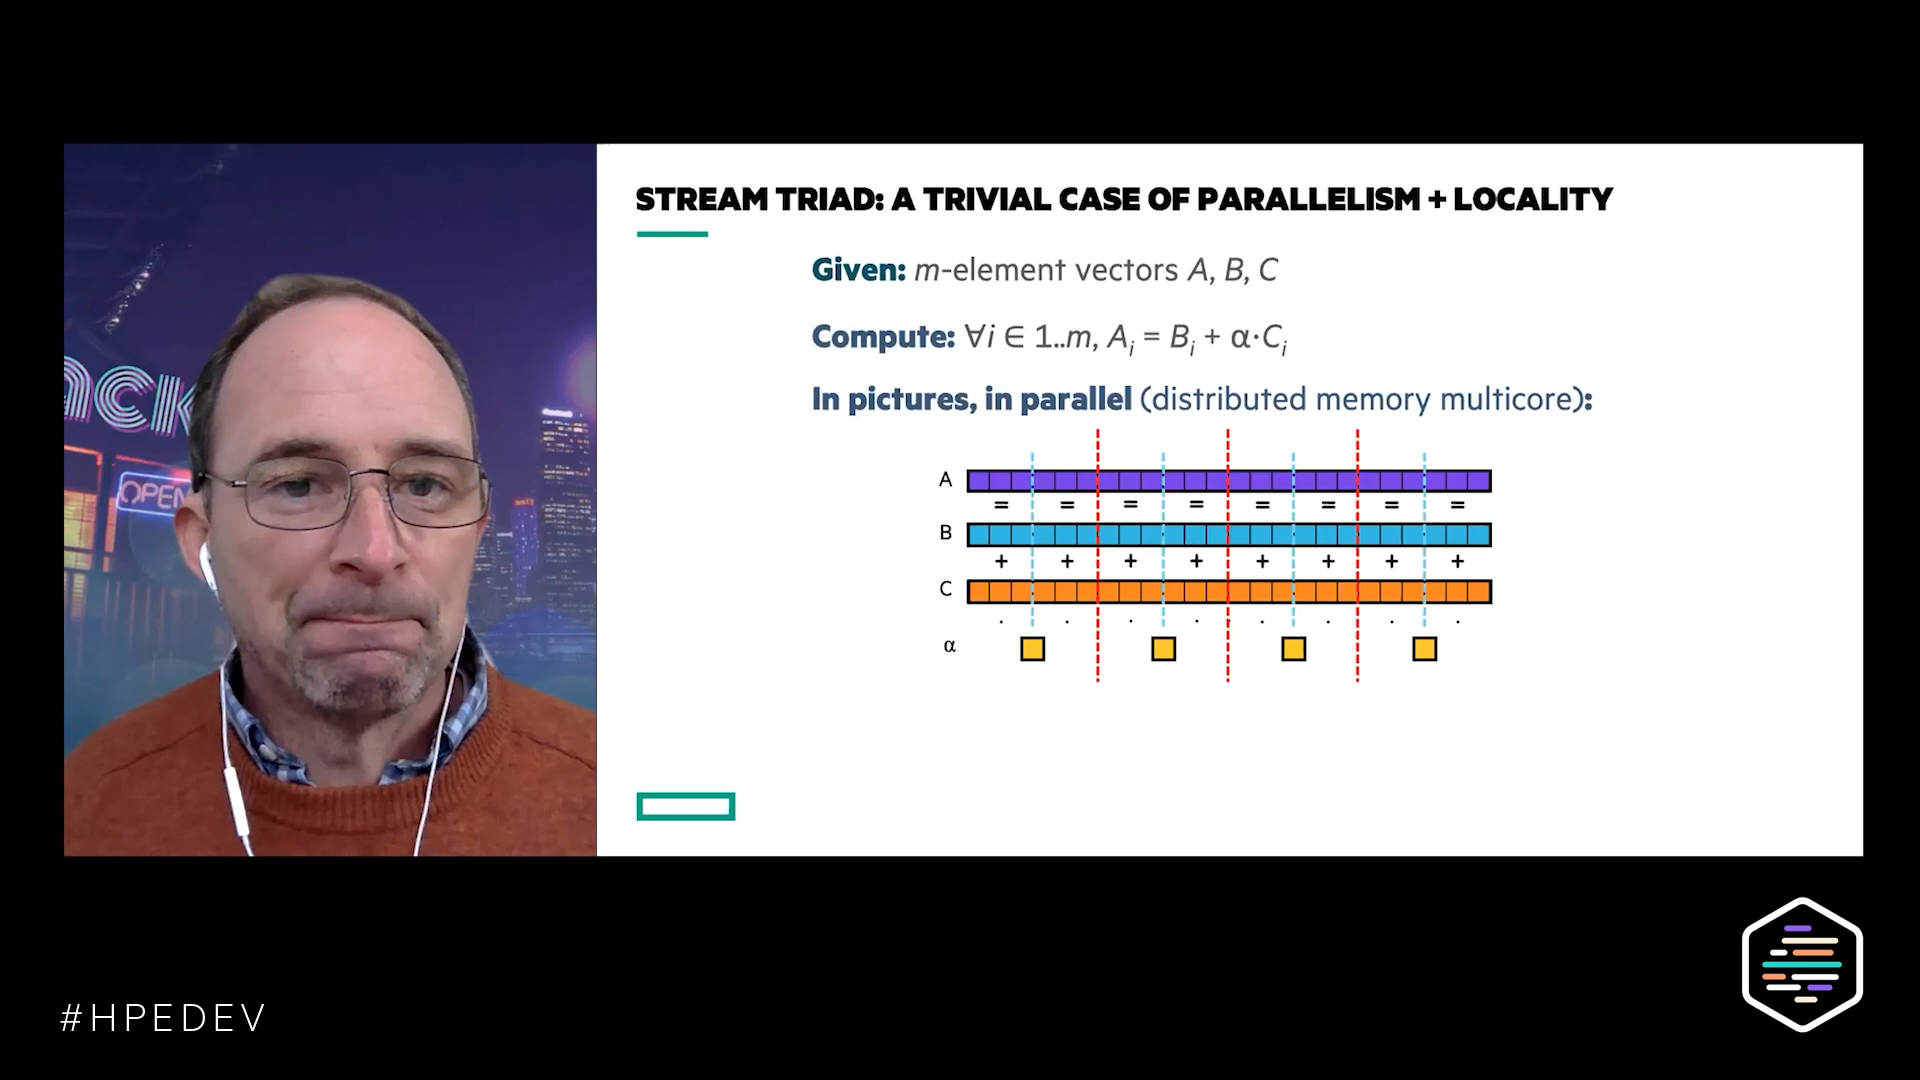 ACK
OPEN
STREAM TRIAD: A TRIVIAL CASE OF PARALLELISM + LOCALITY
Given: m-element vectors A, B, C
Compute: ∀i ∈ 1..m, Aᵢ = Bᵢ + α·Cᵢ
In pictures, in parallel (distributed memory multicore):
A
= = = = = = = =
B
+ + + + + + + +
C
· · · · · · · ·
α
#HPEDEV